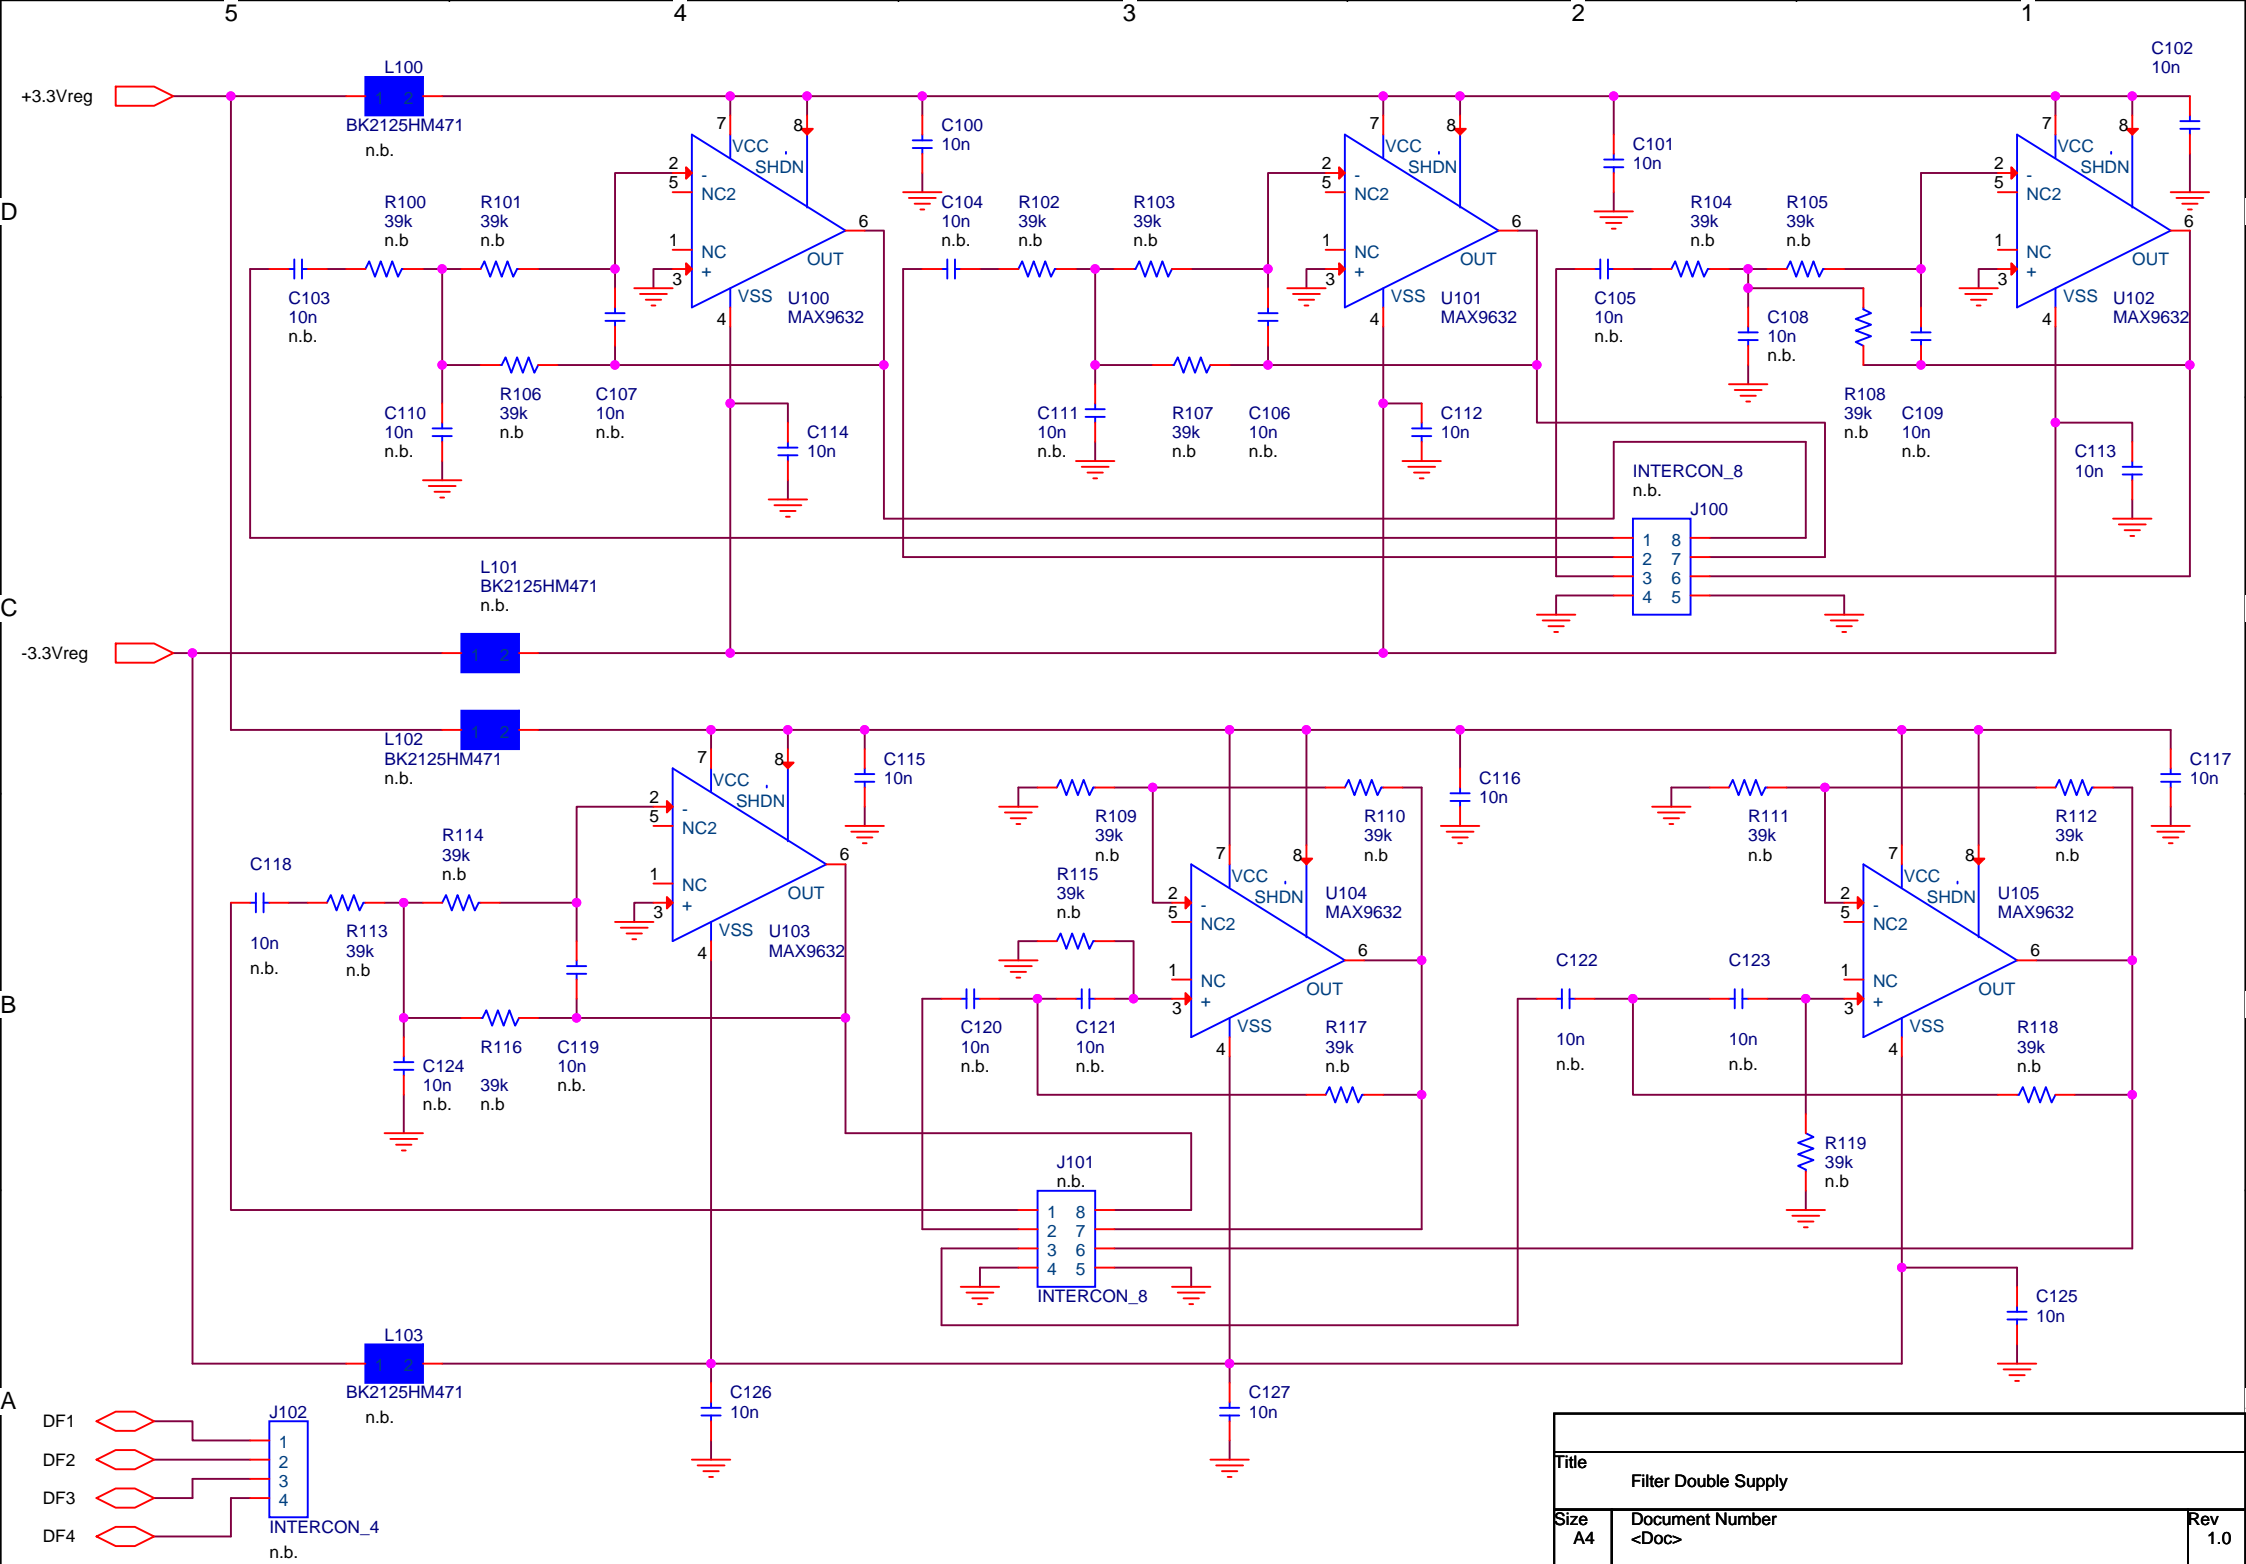 5 4 3 2 1
D
C
B
A
+3.3Vreg
L100
1 2
BK2125HM471
n.b.
R100
39k
n.b
R101
39k
n.b
C103
10n
n.b.
C110
10n
n.b.
R106
39k
n.b
C107
10n
n.b.
2
5
1
3
7
8
6
4
-
NC2
NC
+
VCC
SHDN
OUT
VSS
U100
MAX9632
C114
10n
C100
10n
C104
10n
n.b.
R102
39k
n.b
R103
39k
n.b
C111
10n
n.b.
R107
39k
n.b
C106
10n
n.b.
2
5
1
3
7
8
6
4
-
NC2
NC
+
VCC
SHDN
OUT
VSS
U101
MAX9632
C112
10n
C101
10n
R104
39k
n.b
R105
39k
n.b
C105
10n
n.b.
C108
10n
n.b.
R108
39k
n.b
C109
10n
n.b.
2
5
1
3
7
8
6
4
-
NC2
NC
+
VCC
SHDN
OUT
VSS
U102
MAX9632
C102
10n
C113
10n
INTERCON_8
n.b.
J100
1 8
2 7
3 6
4 5
L101
BK2125HM471
n.b.
1 2
-3.3Vreg
1 2
L102
BK2125HM471
n.b.
C118
10n
n.b.
R113
39k
n.b
R114
39k
n.b
C124
10n
n.b.
R116
39k
n.b
C119
10n
n.b.
2
5
1
3
7
8
6
4
-
NC2
NC
+
VCC
SHDN
OUT
VSS
U103
MAX9632
C115
10n
R109
39k
n.b
R110
39k
n.b
R115
39k
n.b
C120
10n
n.b.
C121
10n
n.b.
R117
39k
n.b
2
5
1
3
7
8
6
4
-
NC2
NC
+
VCC
SHDN
OUT
VSS
U104
MAX9632
C116
10n
R111
39k
n.b
R112
39k
n.b
C122
10n
n.b.
C123
10n
n.b.
R118
39k
n.b
R119
39k
n.b
2
5
1
3
7
8
6
4
-
NC2
NC
+
VCC
SHDN
OUT
VSS
U105
MAX9632
C117
10n
J101
n.b.
1 8
2 7
3 6
4 5
INTERCON_8
C125
10n
L103
1 2
BK2125HM471
n.b.
C126
10n
C127
10n
DF1
DF2
DF3
DF4
J102
1
2
3
4
INTERCON_4
n.b.
Title
Filter Double Supply
Size
A4
Document Number
<Doc>
Rev
1.0